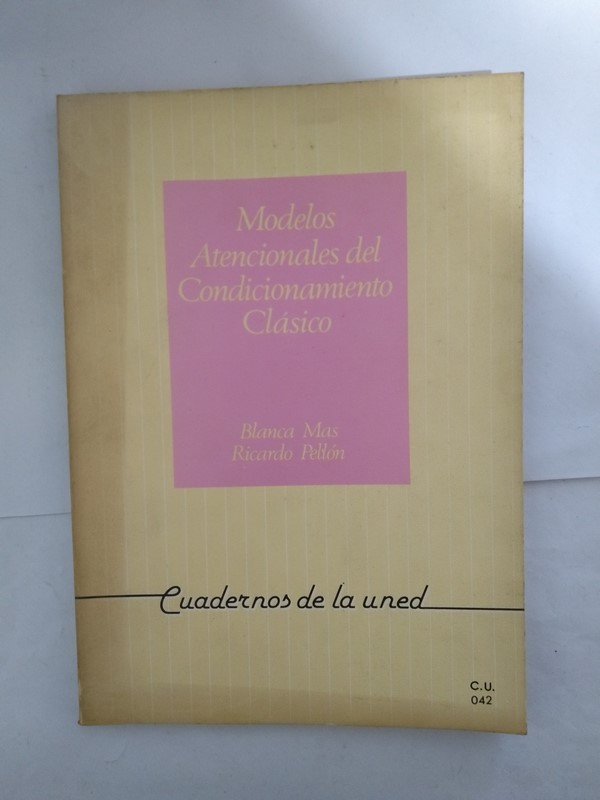 Modelos
Atencionales del
Condicionamiento
Clásico
Blanca Mas
Ricardo Pellón
Cuadernos de la uned
C.U.
042